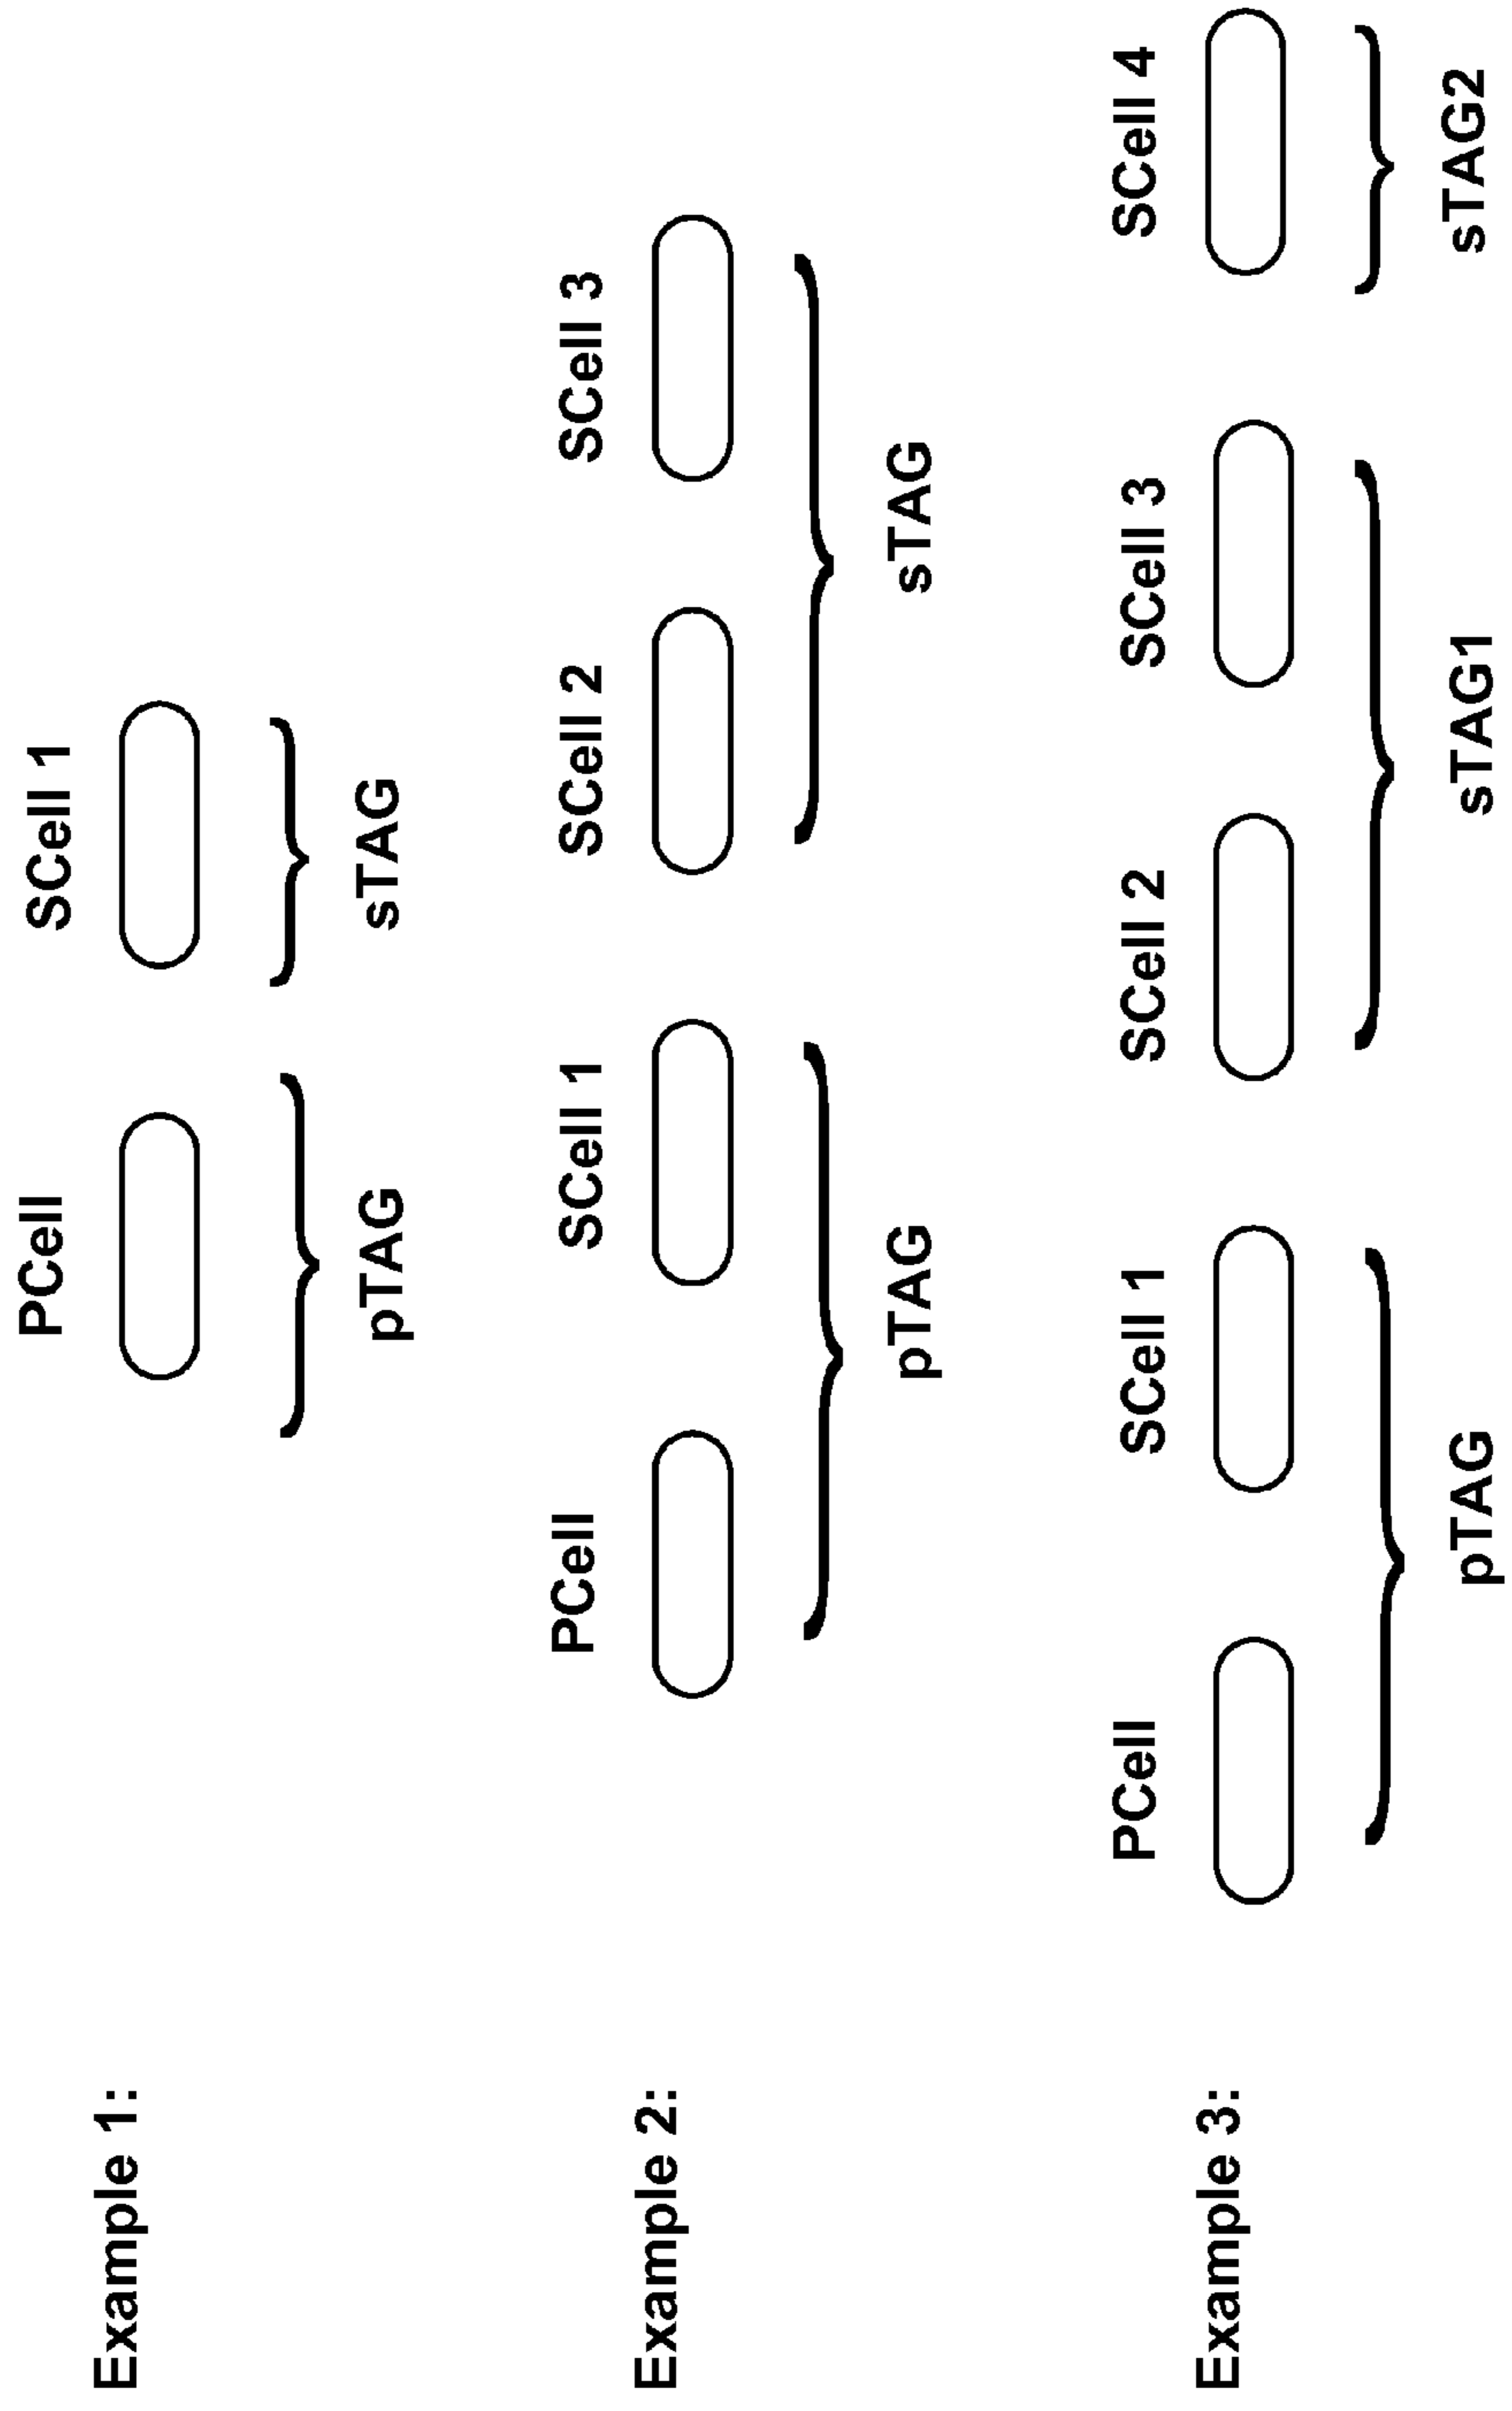 Example 1:
PCell
SCell 1
pTAG
sTAG
Example 2:
PCell
SCell 1
SCell 2
SCell 3
pTAG
sTAG
Example 3:
PCell
SCell 1
SCell 2
SCell 3
SCell 4
pTAG
sTAG1
sTAG2